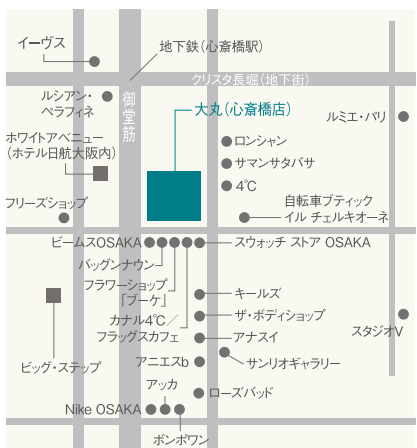 イーヴス
地下鉄(心斎橋駅)
クリスタ長堀(地下街)
ルシアン・
ペラフィネ
御堂筋
大丸(心斎橋店)
ルミエ・パリ
ホワイトアベニュー
(ホテル日航大阪内)
ロンシャン
サマンサタバサ
4℃
フリーズショップ
自転車ブティック
イル チェルキオーネ
ビームスOSAKA
スウォッチ ストア OSAKA
バッグンナウン
フラワーショップ
「ブーケ」
カナル4℃／
フラッグスカフェ
キールズ
ザ・ボディショップ
スタジオV
アナスイ
ビッグ・ステップ
アニエスb
サンリオギャラリー
アッカ
ローズバッド
Nike OSAKA
ボンポワン